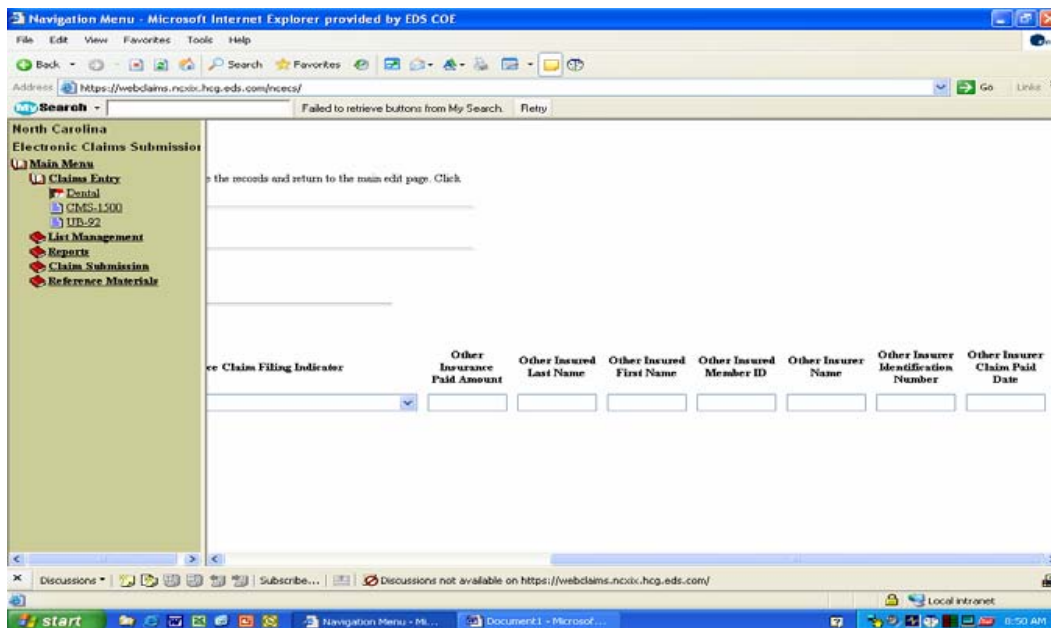 Navigation Menu - Microsoft Internet Explorer provided by EDS COE
File Edit View Favorites Tools Help
Back Search Favorites
Address https://webclaims.ncxix.hcg.eds.com/ncecs/ Go Links
My Search Failed to retrieve buttons from My Search. Retry
North Carolina
Electronic Claims Submission
Main Menu
Claims Entry
Dental
CMS-1500
UB-92
List Management
Reports
Claim Submission
Reference Materials
the records and return to the main edit page. Click
ce Claim Filing Indicator
Other Insurance Paid Amount
Other Insured Last Name
Other Insured First Name
Other Insured Member ID
Other Insurer Name
Other Insurer Identification Number
Other Insurer Claim Paid Date
Discussions Subscribe... Discussions not available on https://webclaims.ncxix.hcg.eds.com/
Local intranet
start Navigation Menu - Mi... Document1 - Microsof... 8:50 AM